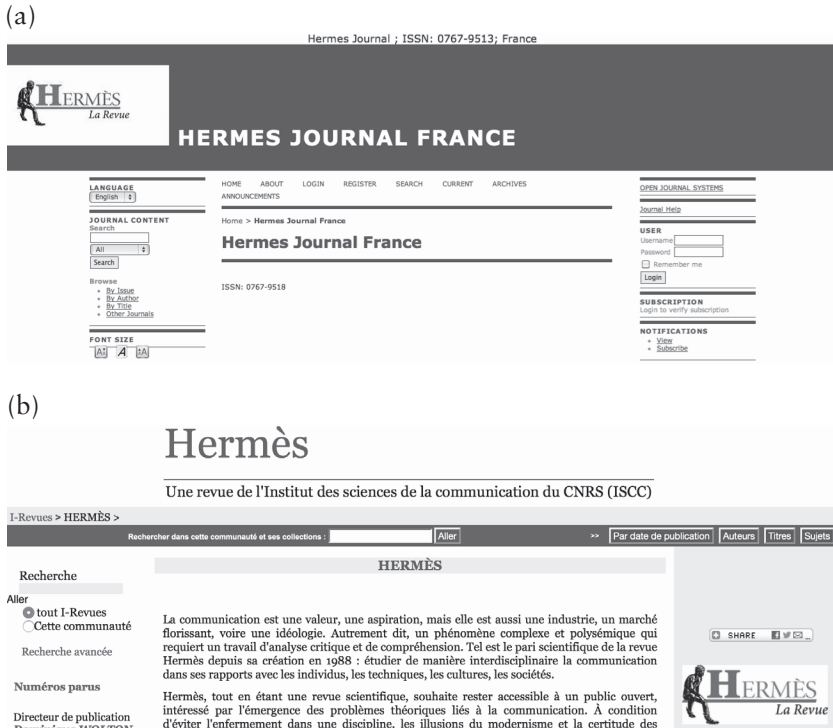 (a)
Hermes Journal ; ISSN: 0767-9513; France
HERMÈS
La Revue
HERMES JOURNAL FRANCE
LANGUAGE
English
JOURNAL CONTENT
Search
All
Search
Browse
By Issue
By Author
By Title
Other Journals
FONT SIZE
A A A
HOME ABOUT LOGIN REGISTER SEARCH CURRENT ARCHIVES
ANNOUNCEMENTS
Home > Hermes Journal France
Hermes Journal France
ISSN: 0767-9518
OPEN JOURNAL SYSTEMS
Journal Help
USER
Username
Password
Remember me
Login
SUBSCRIPTION
Login to verify subscription
NOTIFICATIONS
View
Subscribe
(b)
Hermès
Une revue de l'Institut des sciences de la communication du CNRS (ISCC)
I-Revues > HERMÈS >
Rechercher dans cette communauté et ses collections : Aller >> Par date de publication Auteurs Titres Sujets
Recherche
Aller
tout I-Revues
Cette communauté
Recherche avancée
Numéros parus
Directeur de publication
Dominique WOLTON
HERMÈS
La communication est une valeur, une aspiration, mais elle est aussi une industrie, un marché
florissant, voire une idéologie. Autrement dit, un phénomène complexe et polysémique qui
requiert un travail d'analyse critique et de compréhension. Tel est le pari scientifique de la revue
Hermès depuis sa création en 1988 : étudier de manière interdisciplinaire la communication
dans ses rapports avec les individus, les techniques, les cultures, les sociétés.
Hermès, tout en étant une revue scientifique, souhaite rester accessible à un public ouvert,
intéressé par l'émergence des problèmes théoriques liés à la communication. À condition
d'éviter l'enfermement dans une discipline, les illusions du modernisme et la certitude des
SHARE
HERMÈS
La Revue